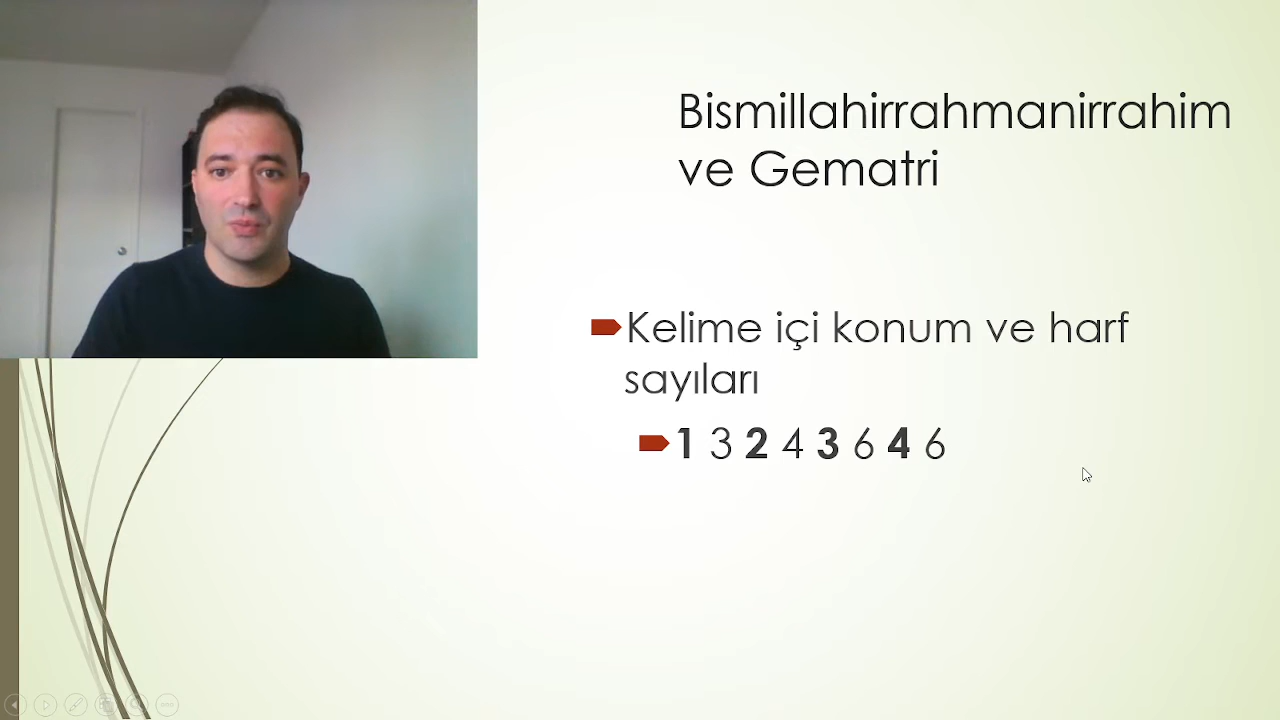 Bismillahirrahmanirrahim
ve Gematri
Kelime içi konum ve harf
sayıları
1 3 2 4 3 6 4 6